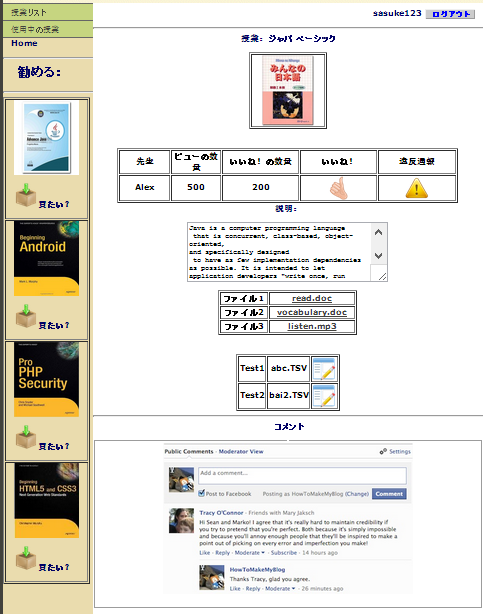 授業リスト
使用中の授業
Home
勧める：
Advance Java
見たい？
Beginning
Android
見たい？
Pro
PHP
Security
見たい？
Beginning
HTML5 and CSS3
Next Generation Web Standards
見たい？
sasuke123 ログアウト
授業：ジャバ ベーシック
みんなの
日本語
先生 ビューの数量 いいね！の数量 いいね！ 違反通報
Alex 500 200
説明：
Java is a computer programming language
that is concurrent, class-based, object-
oriented,
and specifically designed
to have as few implementation dependencies
as possible. It is intended to let
application developers "write once, run
ファイル1 read.doc
ファイル2 vocabulary.doc
ファイル3 listen.mp3
Test1 abc.TSV
Test2 bai2.TSV
コメント
Public Comments · Moderator View Settings
Add a comment...
Post to Facebook Posting as HowToMakeMyBlog (Change) Comment
Tracy O'Connor · Friends with Mary Jaksch
Hi Sean and Marko! I agree that it's really hard to maintain credibility if
you try to pretend that you're perfect. Both because it's simply impossible
and because you'll annoy enough people that they'll be inspired to make a
point out of picking on every error and imperfection you make!
Like · Reply · Moderate · Subscribe · 14 hours ago
HowToMakeMyBlog
Thanks Tracy, glad you agree.
Like · Reply · Moderate · 26 minutes ago